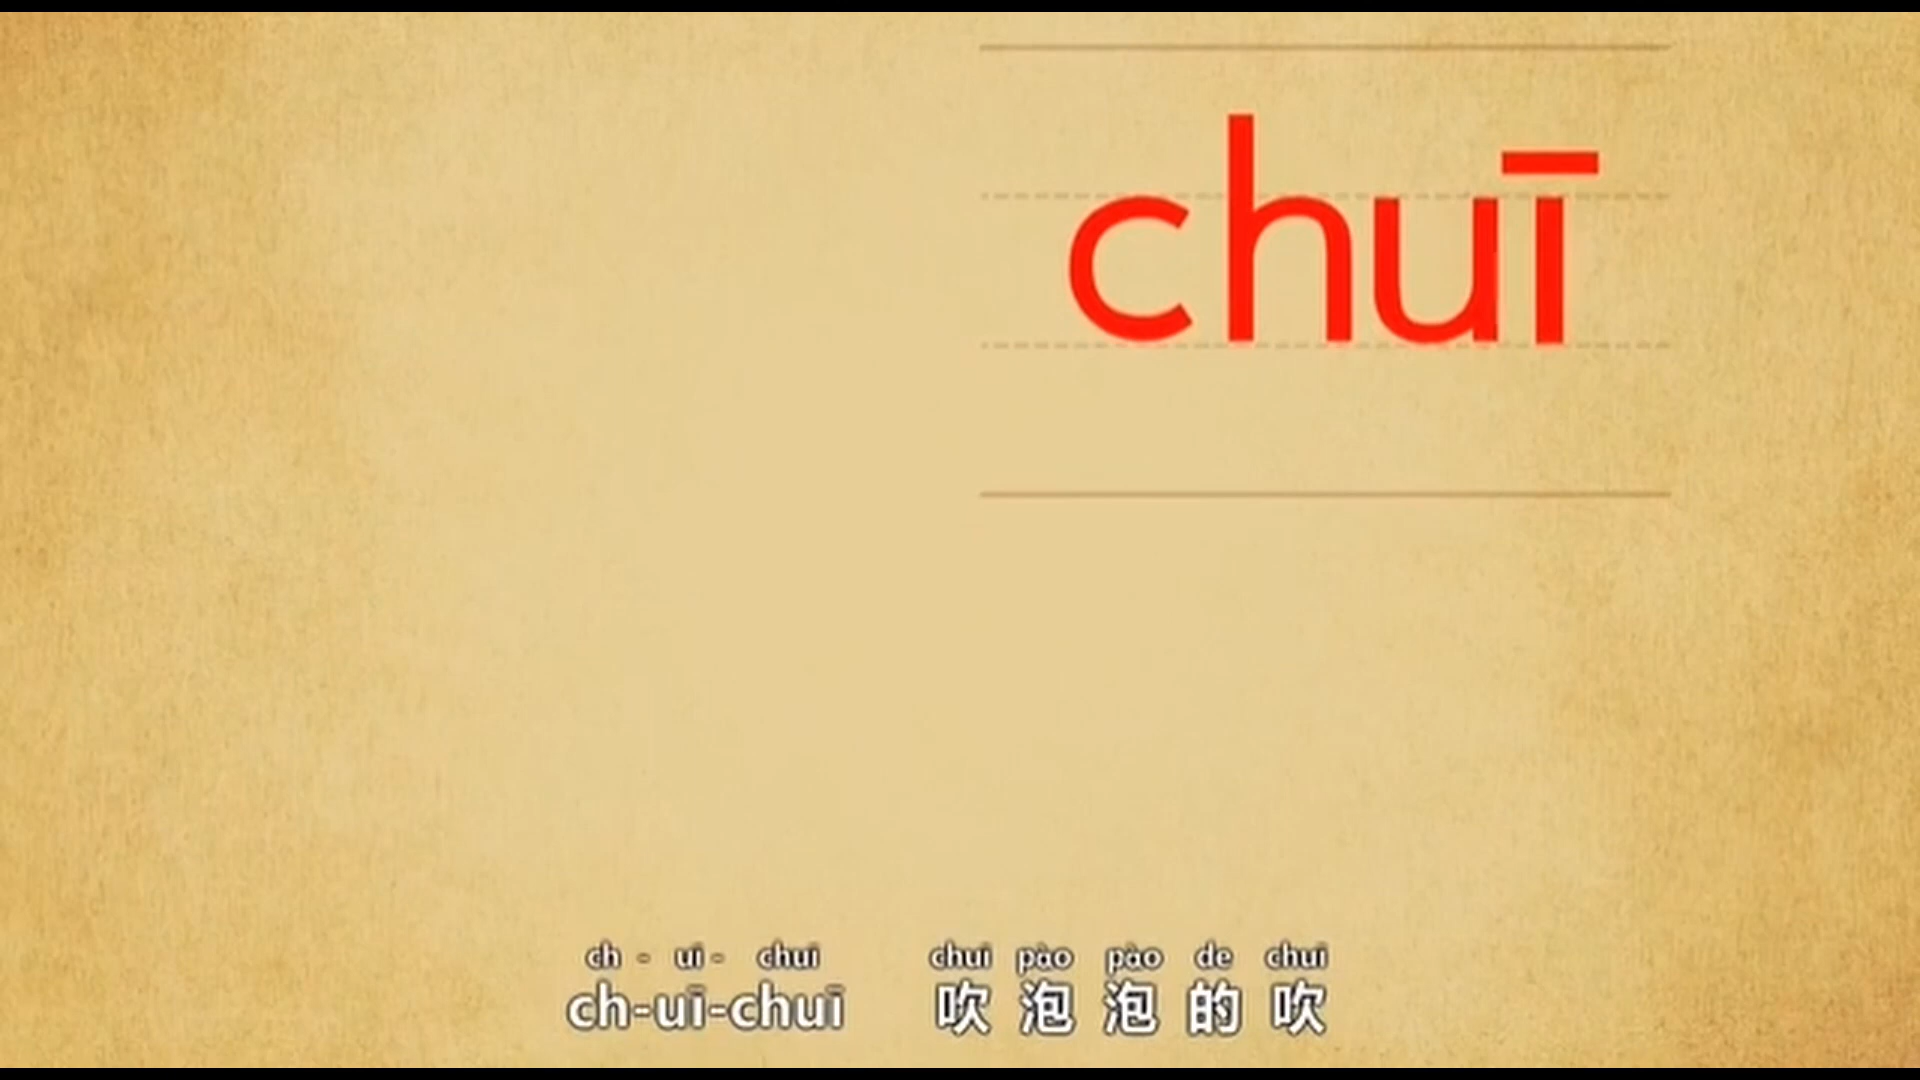 chuī
ch - uī - chuī chuī pào pào de chuī
ch-uī-chuī 吹 泡 泡 的 吹